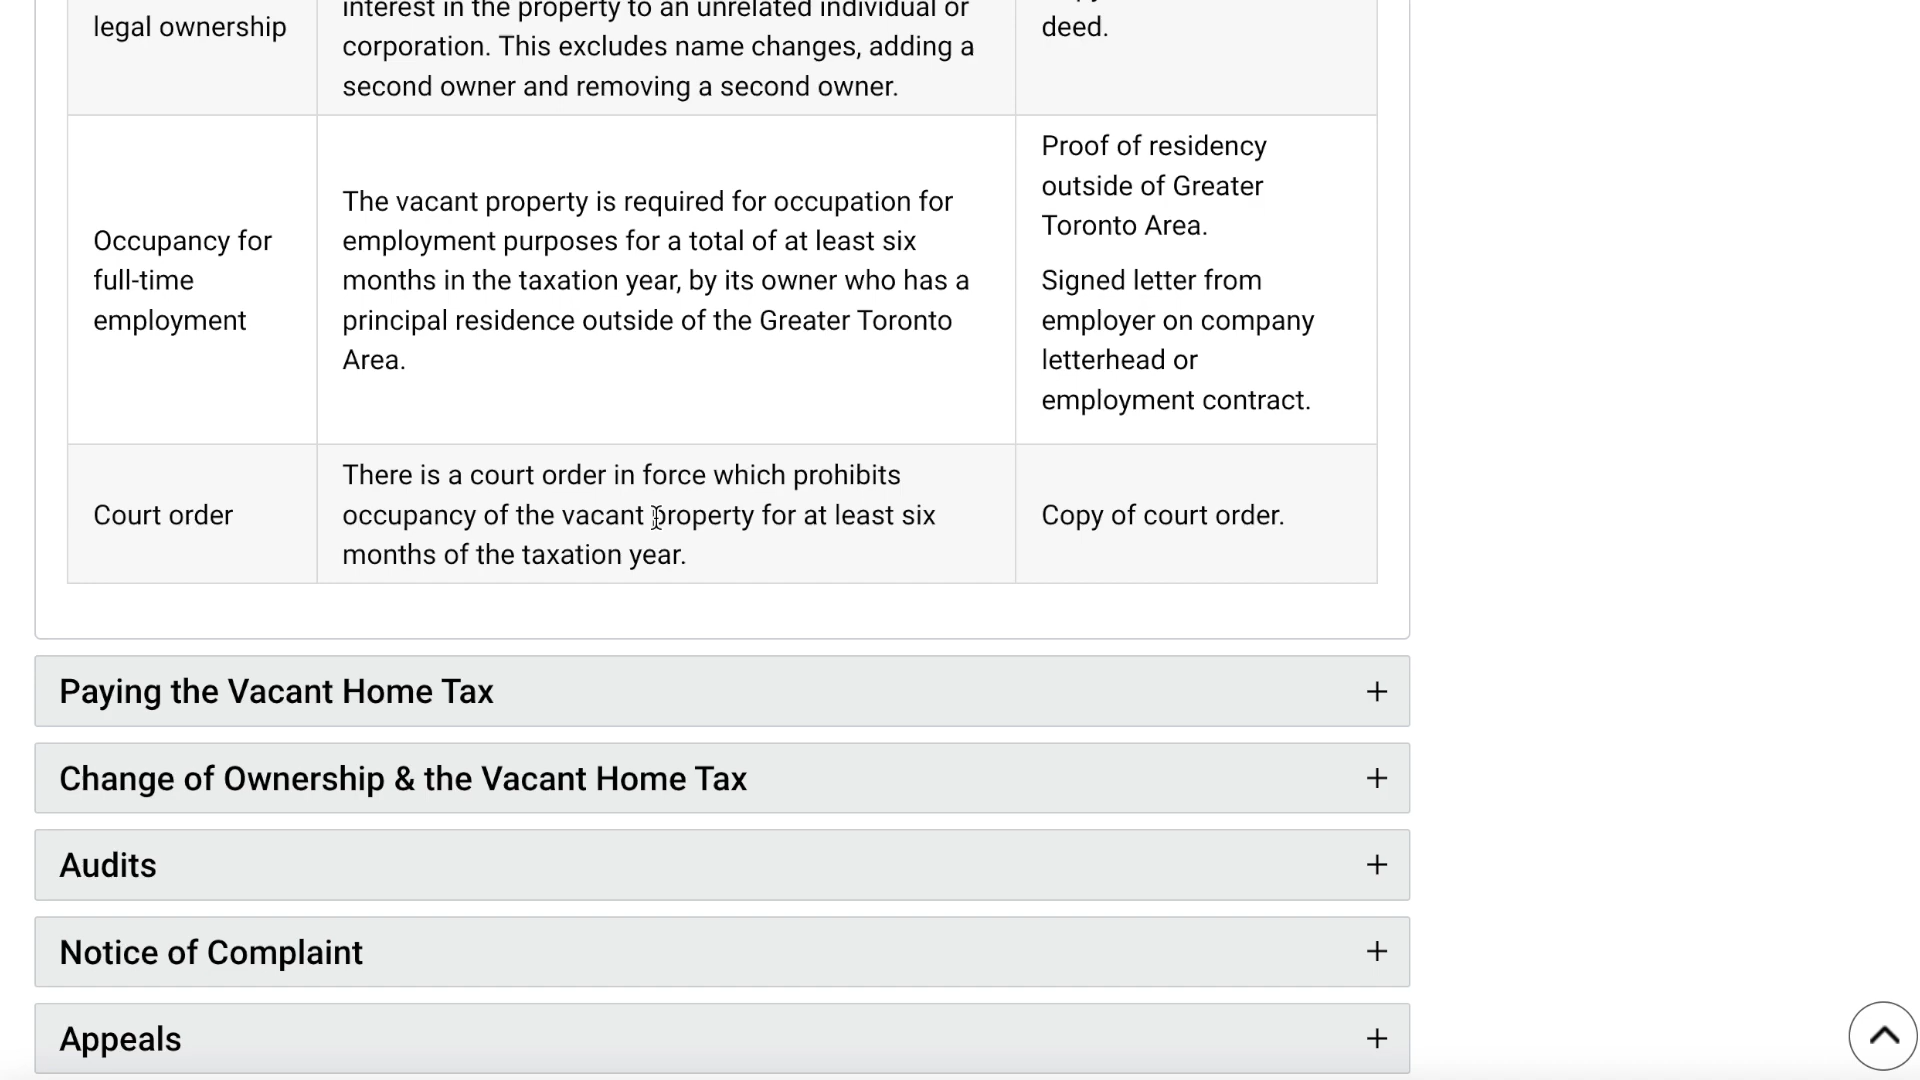 interest in the property to an unrelated individual or
legal ownership
corporation. This excludes name changes, adding a
second owner and removing a second owner.
deed.
Occupancy for
full-time
employment
The vacant property is required for occupation for
employment purposes for a total of at least six
months in the taxation year, by its owner who has a
principal residence outside of the Greater Toronto
Area.
Proof of residency
outside of Greater
Toronto Area.
Signed letter from
employer on company
letterhead or
employment contract.
Court order
There is a court order in force which prohibits
occupancy of the vacant property for at least six
months of the taxation year.
Copy of court order.
Paying the Vacant Home Tax
Change of Ownership & the Vacant Home Tax
Audits
Notice of Complaint
Appeals